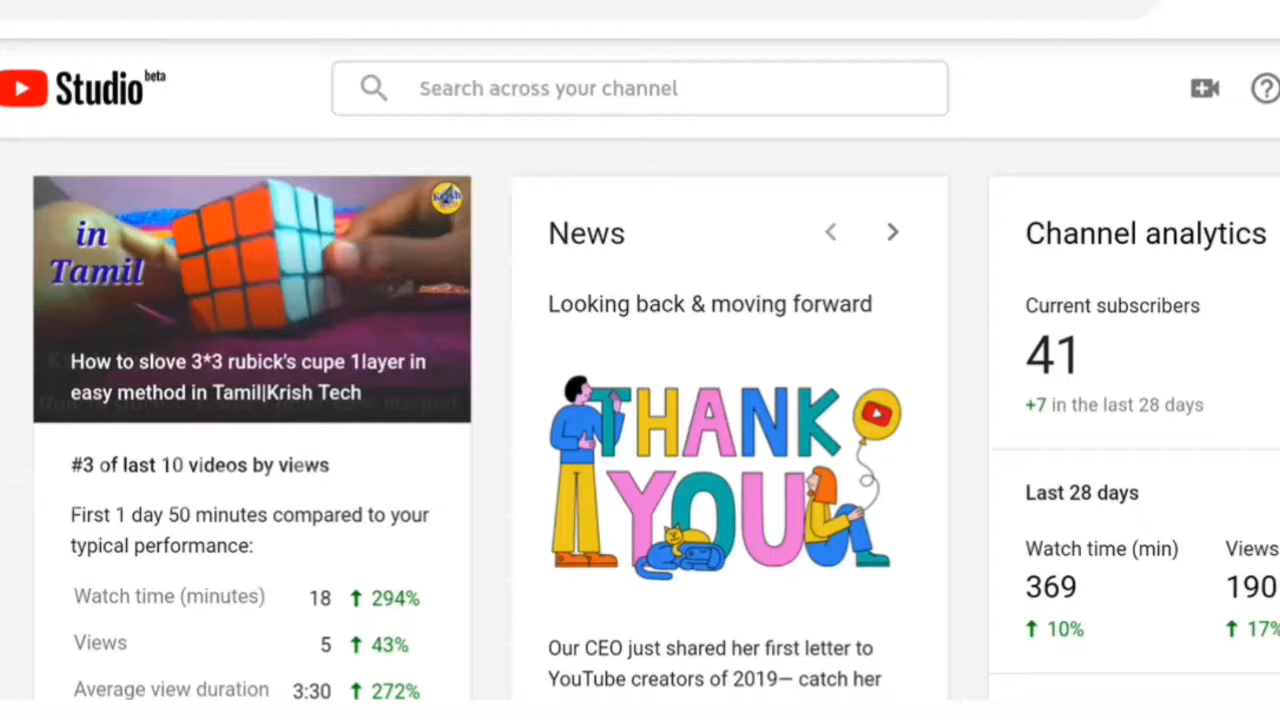 Studio beta
Search across your channel
in
Tamil
Krish
How to slove 3*3 rubick's cupe 1layer in
easy method in Tamil|Krish Tech
#3 of last 10 videos by views
First 1 day 50 minutes compared to your
typical performance:
Watch time (minutes) 18 294%
Views 5 43%
Average view duration 3:30 272%
News
Looking back & moving forward
THANK
YOU
Our CEO just shared her first letter to
YouTube creators of 2019— catch her
Channel analytics
Current subscribers
41
+7 in the last 28 days
Last 28 days
Watch time (min) Views
369 190
10% 17%